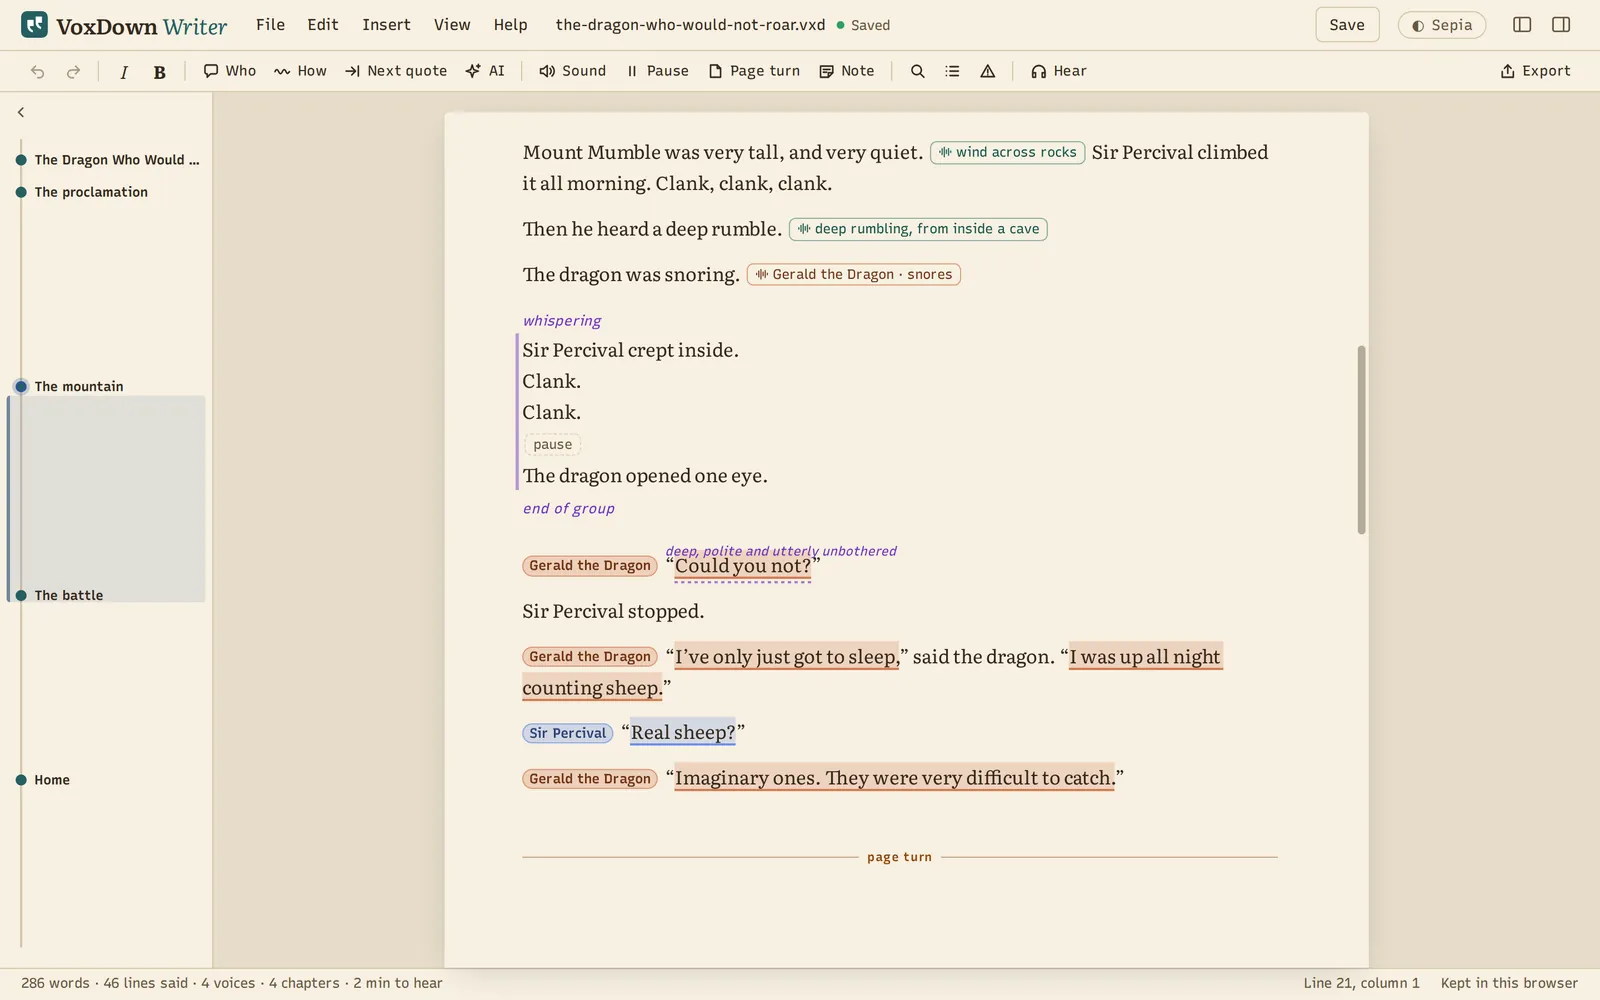 VoxDown Writer File Edit Insert View Help the-dragon-who-would-not-roar.vxd Saved Save Sepia
I B Who How Next quote AI Sound Pause Page turn Note Hear Export
The Dragon Who Would ...
The proclamation
The mountain
The battle
Home
Mount Mumble was very tall, and very quiet. wind across rocks Sir Percival climbed
it all morning. Clank, clank, clank.
Then he heard a deep rumble. deep rumbling, from inside a cave
The dragon was snoring. Gerald the Dragon · snores
whispering
Sir Percival crept inside.
Clank.
Clank.
pause
The dragon opened one eye.
end of group
deep, polite and utterly unbothered
Gerald the Dragon “Could you not?”
Sir Percival stopped.
Gerald the Dragon “I’ve only just got to sleep,” said the dragon. “I was up all night
counting sheep.”
Sir Percival “Real sheep?”
Gerald the Dragon “Imaginary ones. They were very difficult to catch.”
page turn
286 words · 46 lines said · 4 voices · 4 chapters · 2 min to hear Line 21, column 1 Kept in this browser